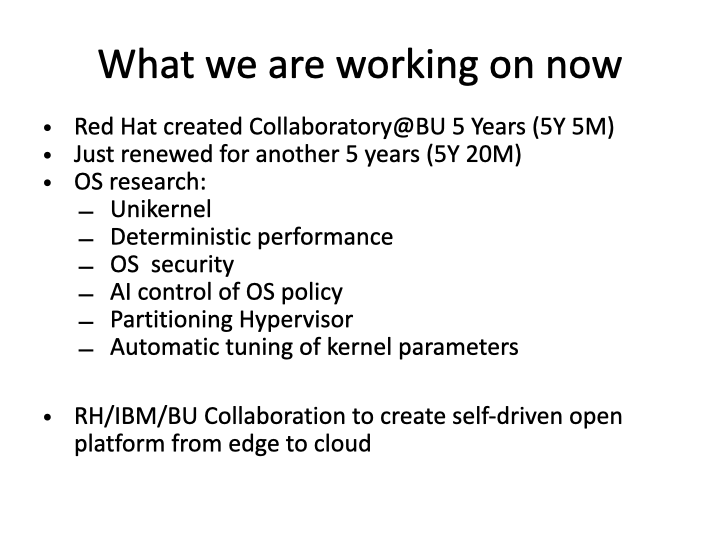 What we are working on now
• Red Hat created Collaboratory@BU 5 Years (5Y 5M)
• Just renewed for another 5 years (5Y 20M)
• OS research:
– Unikernel
– Deterministic performance
– OS  security
– AI control of OS policy
– Partitioning Hypervisor
– Automatic tuning of kernel parameters
• RH/IBM/BU Collaboration to create self-driven open
platform from edge to cloud